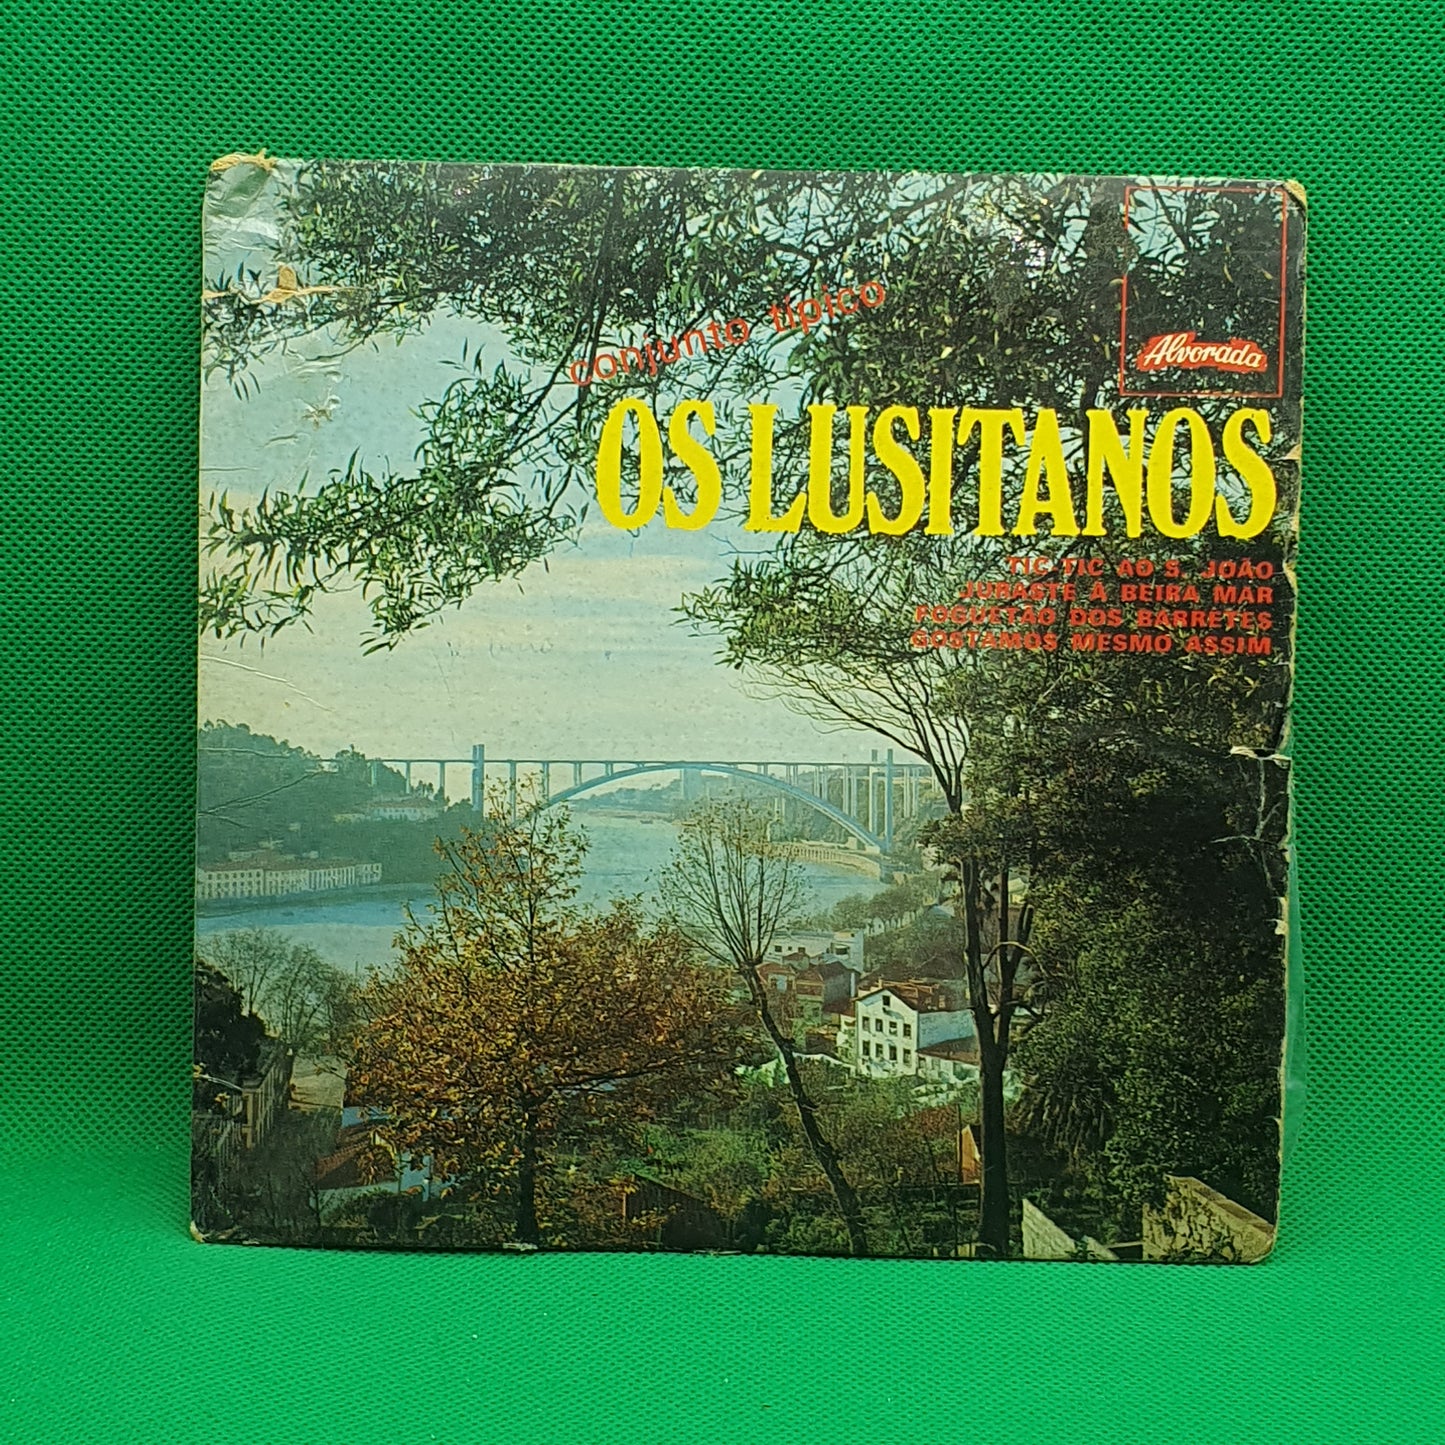 conjunto típico
Alvorada
OS LUSITANOS
TIC-TIC AO S. JOÃO
JURASTE À BEIRA MAR
FOGUETÃO DOS BARRETES
GOSTAMOS MESMO ASSIM